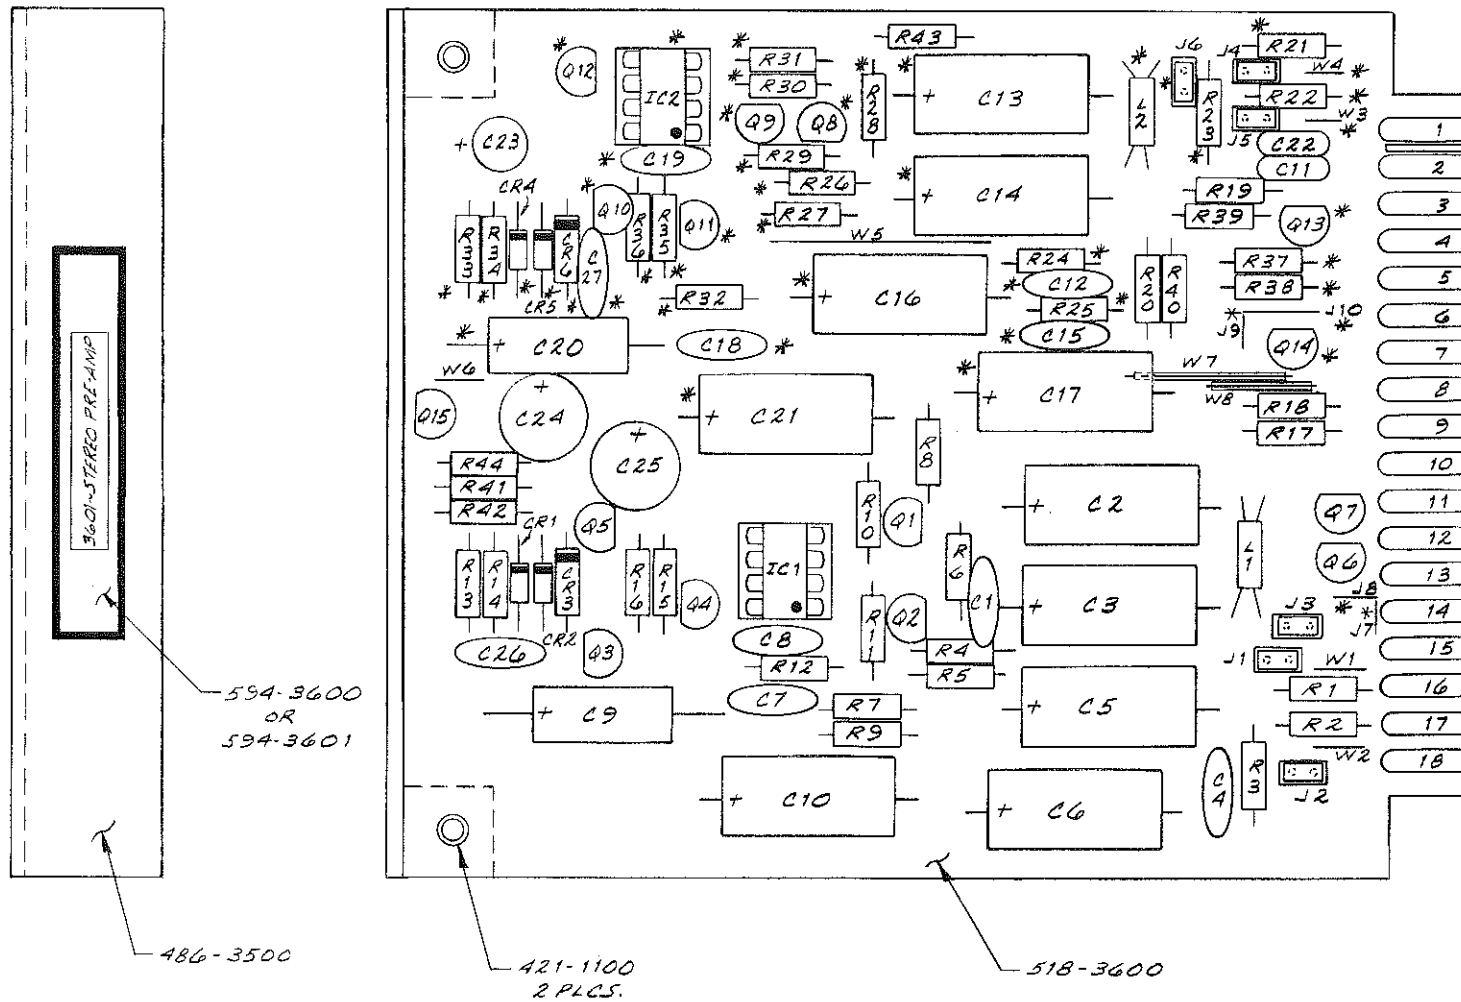 3601-STEREO PRE-AMP
594-3600
OR
594-3601
486-3500
421-1100
2 PLCS.
518-3600
R43
J6
J4
* R21
Q12 *
IC2 *
* R31
* R30
* R28
* + C13
L2
* R23
W4 *
R22 *
J5
W3 *
+ C23
* C19
* Q9
Q8 *
* R29
* R26
* R27
* + C14
C22
C11
R19
R39
Q13 *
CR4
R33 *
R34 *
CR5
CR6 *
Q10 *
C27 *
R36 *
R35 *
Q11 *
W5
* R32
* + C16
R24 *
* C12
R25 *
* C15
R20
R40
R37 *
R38 *
J10 *
J9 *
Q14 *
* + C20
C18 *
W6
Q15
+ C24
+ C25
* + C21
* + C17
W7
W8
R18
R17
R8
R44
R41
R42
CR1
Q5
R10
Q1
+ C2
L1
Q7
Q6
R13
R14
CR2
CR3
R16
R15
Q4
IC1
R6
C1
+ C3
R11
Q2
J8 *
J7 *
J3
J1
W1
C26
Q3
C8
R12
C7
R4
R5
+ C5
R1
R2
W2
+ C9
R7
R9
+ C10
+ C6
C4
R3
J2
1
2
3
4
5
6
7
8
9
10
11
12
13
14
15
16
17
18